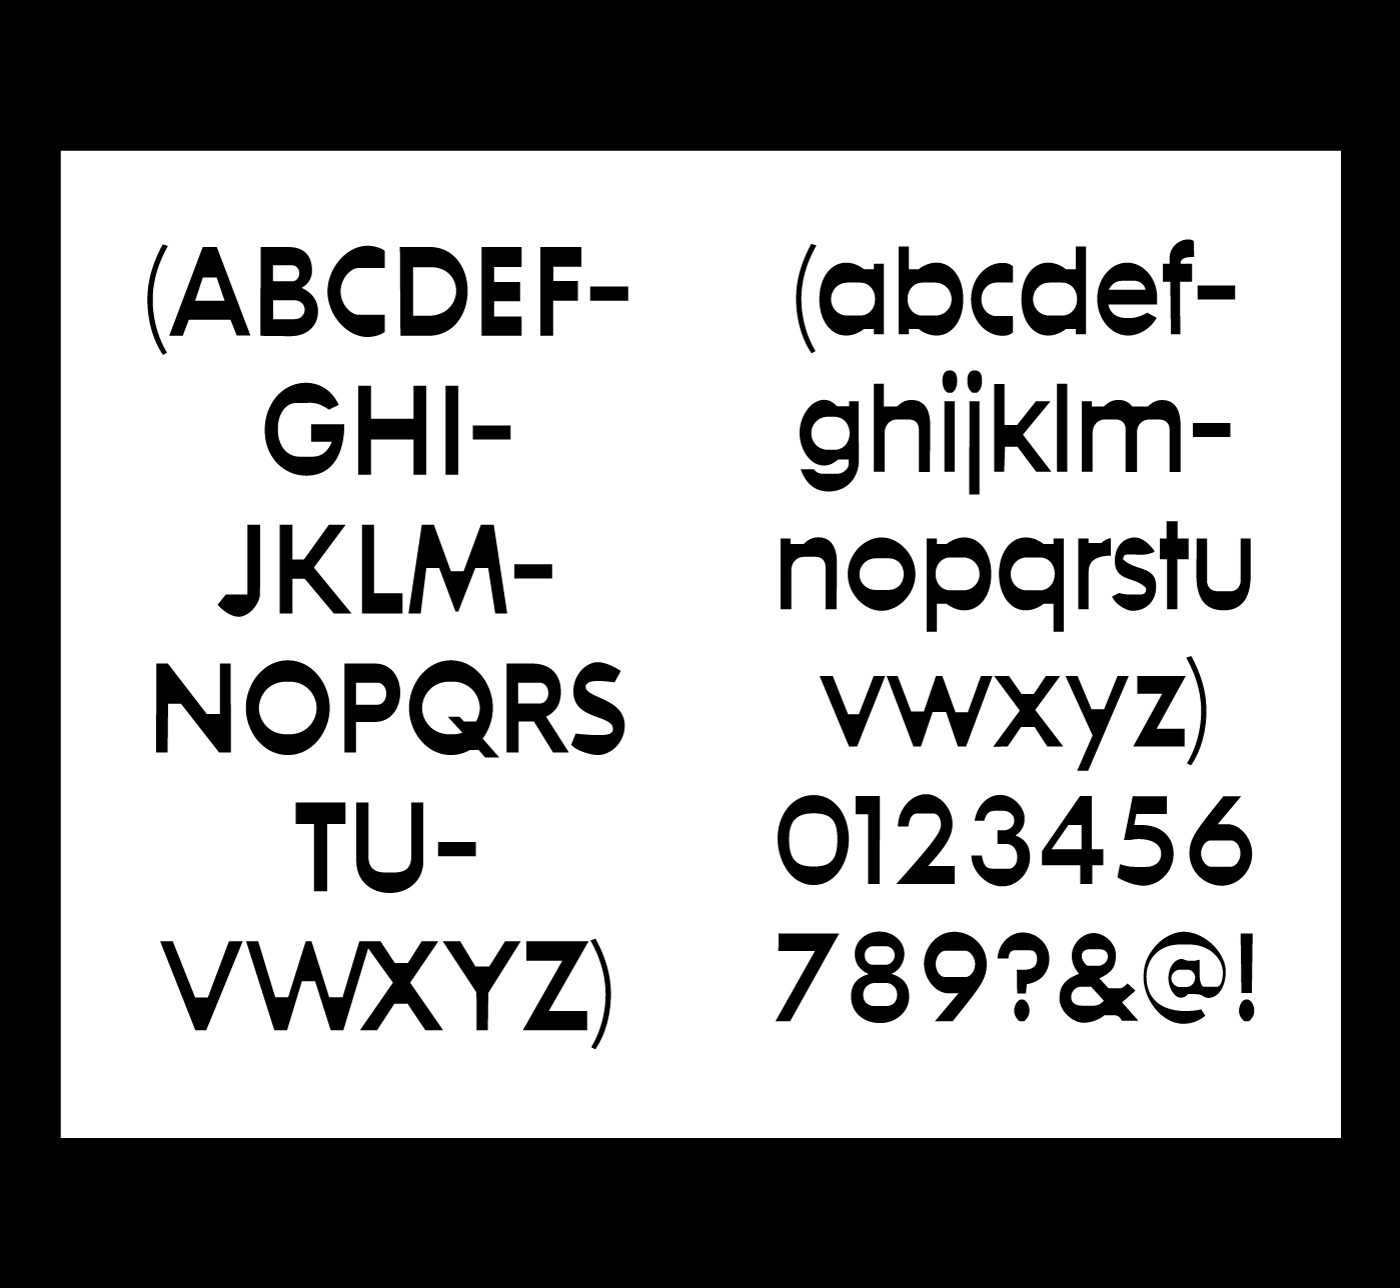 (ABCDEF-
GHI-
JKLM-
NOPQRS
TU-
VWXYZ)
(abcdef-
ghijklm-
nopqrstu
vwxyz)
0123456
789?&@!